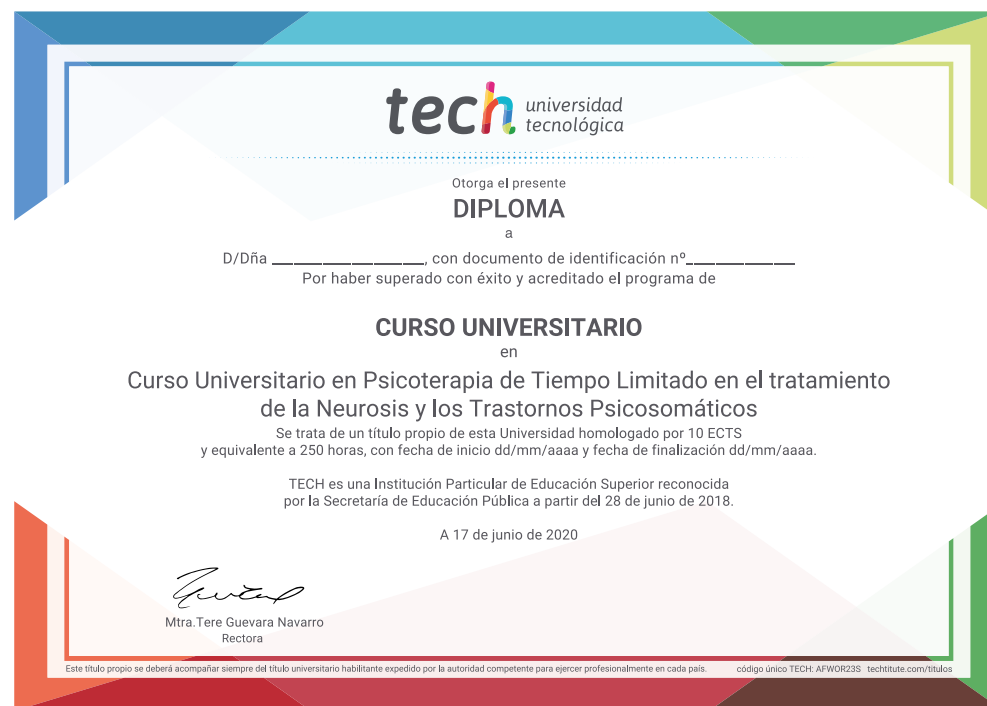 tech universidad
tecnológica
Otorga el presente
DIPLOMA
a
D/Dña ___________________, con documento de identificación nº_____________
Por haber superado con éxito y acreditado el programa de
CURSO UNIVERSITARIO
en
Curso Universitario en Psicoterapia de Tiempo Limitado en el tratamiento
de la Neurosis y los Trastornos Psicosomáticos
Se trata de un título propio de esta Universidad homologado por 10 ECTS
y equivalente a 250 horas, con fecha de inicio dd/mm/aaaa y fecha de finalización dd/mm/aaaa.
TECH es una Institución Particular de Educación Superior reconocida
por la Secretaría de Educación Pública a partir del 28 de junio de 2018.
A 17 de junio de 2020
Mtra.Tere Guevara Navarro
Rectora
Este título propio se deberá acompañar siempre del título universitario habilitante expedido por la autoridad competente para ejercer profesionalmente en cada país. código único TECH: AFWOR23S techtitute.com/titulos